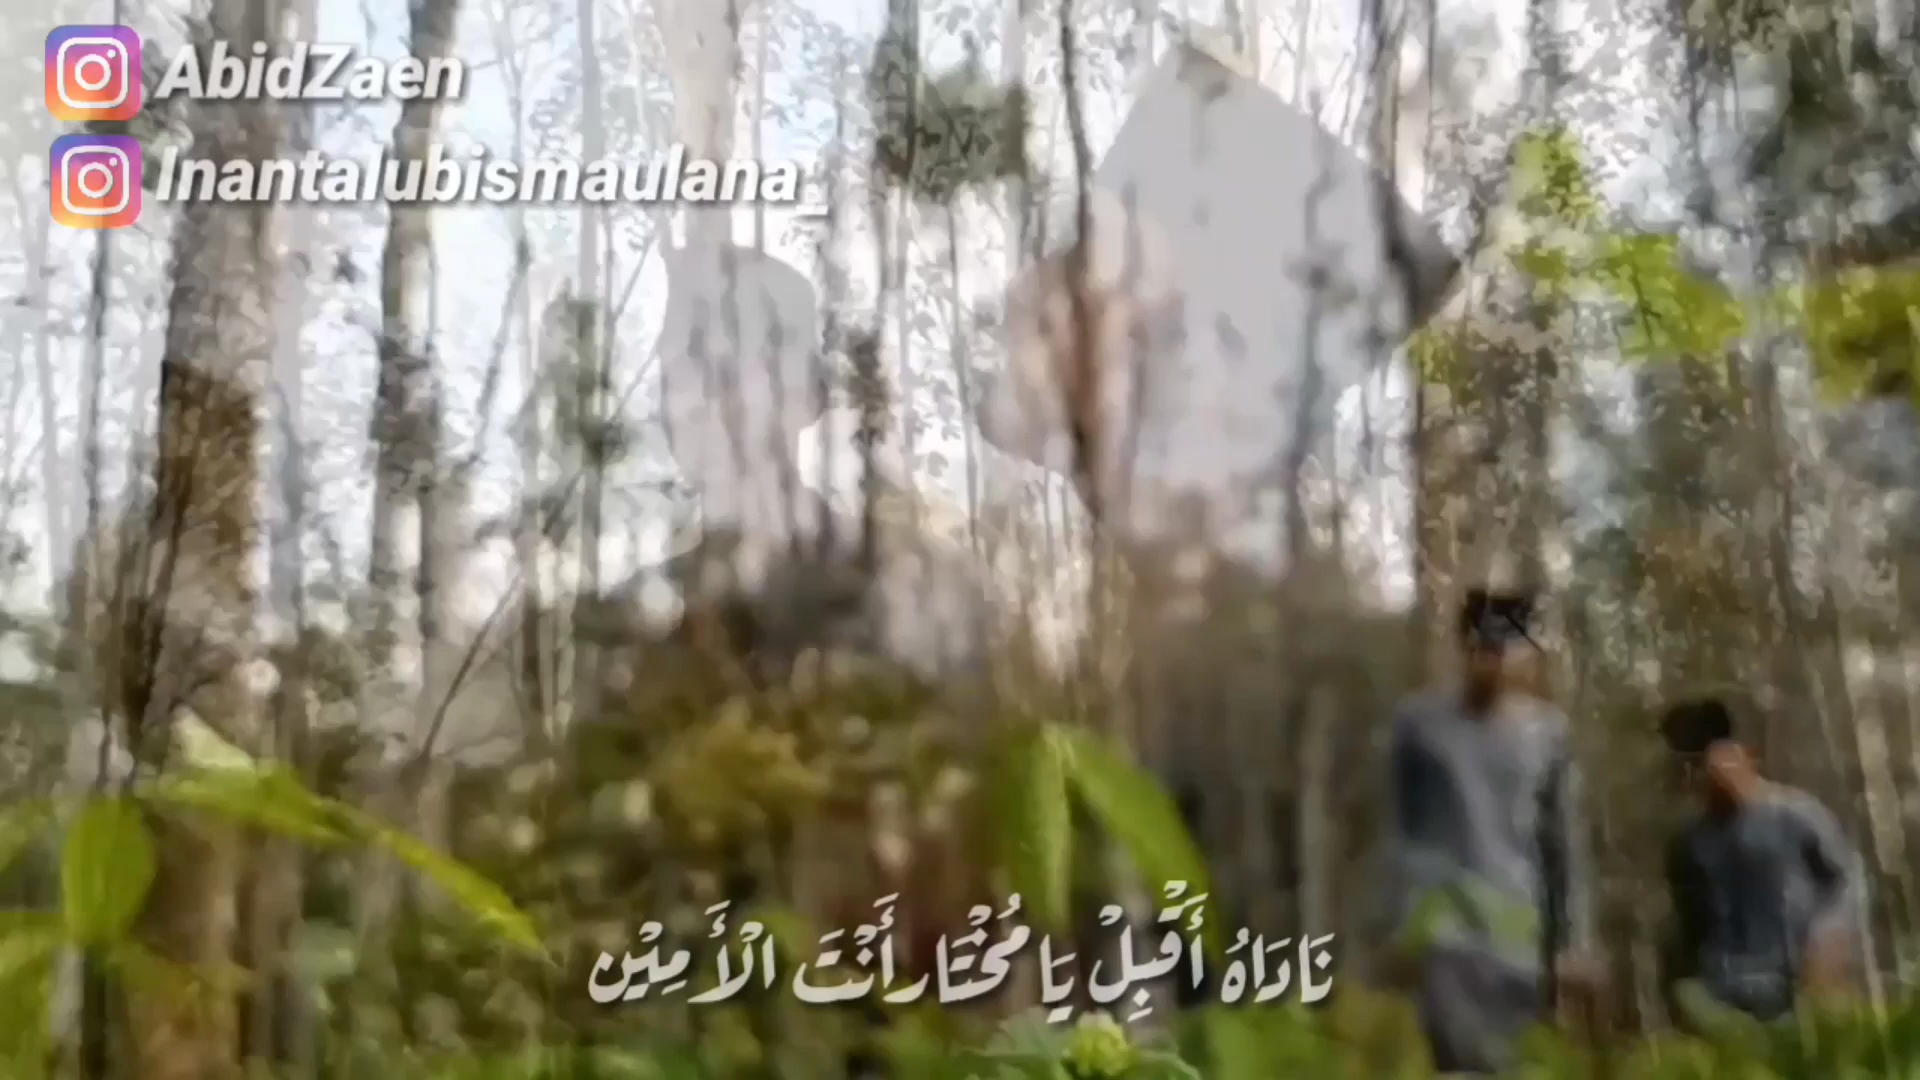 AbidZaen
Inantalubismaulana_
نَادَاهُ أَقْبِلْ يَا مُخْتَار أَنْتَ الْأَمِيْن